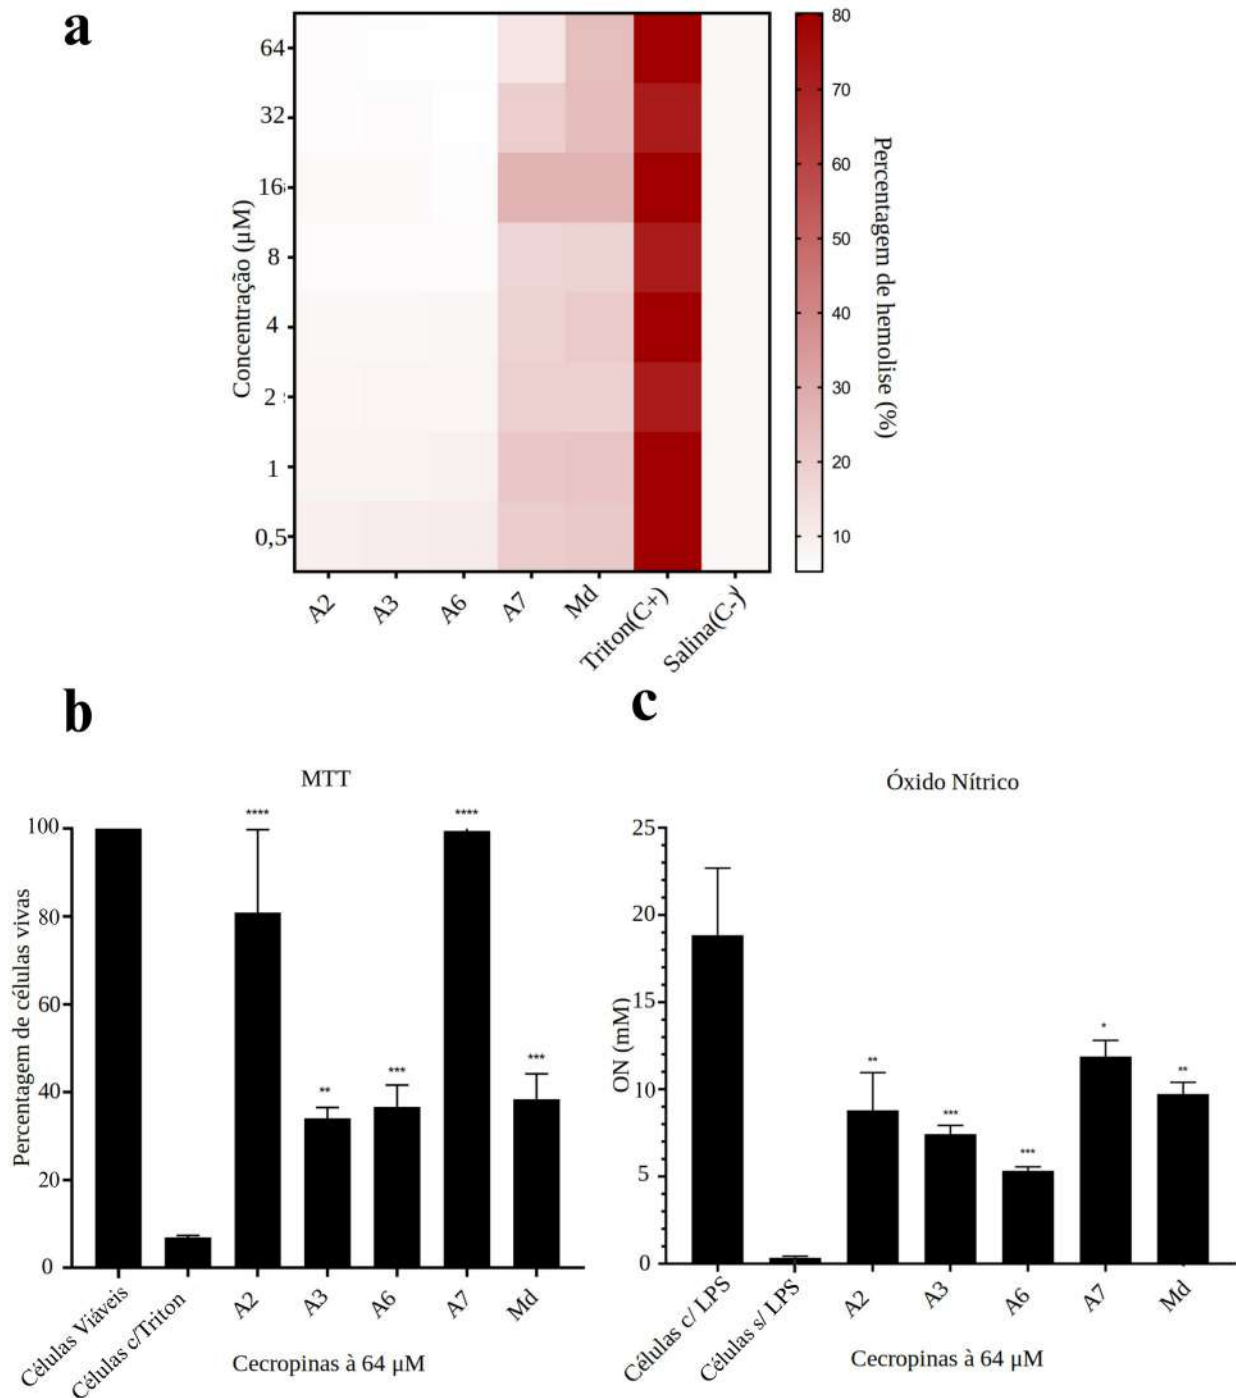 a
Concentração (μM)
64
32
16
8
4
2
1
0,5
A2
A3
A6
A7
Md
Triton(C+)
Salina(C-)
80
70
60
50
40
30
20
10
Percentagem de hemolise (%)
b
MTT
Percentagem de células vivas
100
80
60
40
20
0
****
**
***
****
***
Células Viáveis
Células c/Triton
A2
A3
A6
A7
Md
Cecropinas à 64 μM
c
Óxido Nítrico
ON (mM)
25
20
15
10
5
0
**
***
***
*
**
Células c/ LPS
Células s/ LPS
A2
A3
A6
A7
Md
Cecropinas à 64 μM